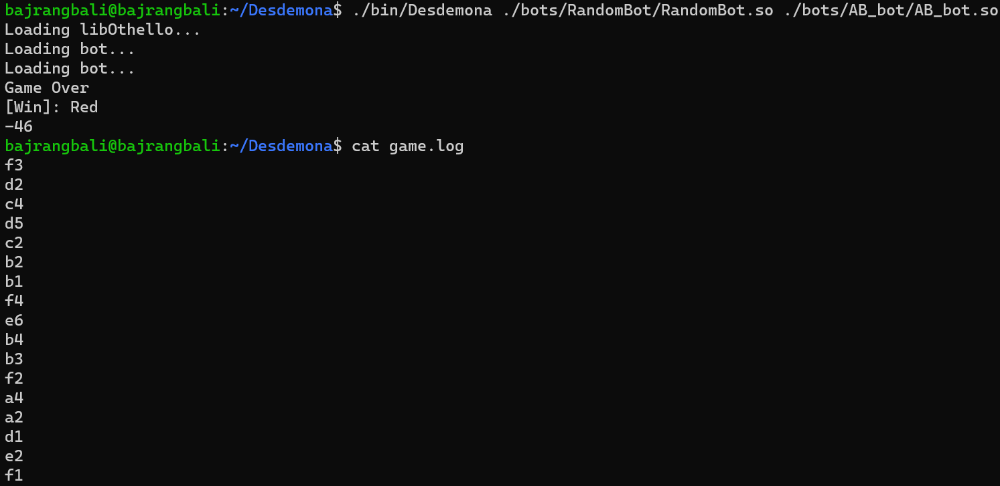 bajrangbali@bajrangbali:~/Desdemona$ ./bin/Desdemona ./bots/RandomBot/RandomBot.so ./bots/AB_bot/AB_bot.so
Loading libOthello...
Loading bot...
Loading bot...
Game Over
[Win]: Red
-46
bajrangbali@bajrangbali:~/Desdemona$ cat game.log
f3
d2
c4
d5
c2
b2
b1
f4
e6
b4
b3
f2
a4
a2
d1
e2
f1